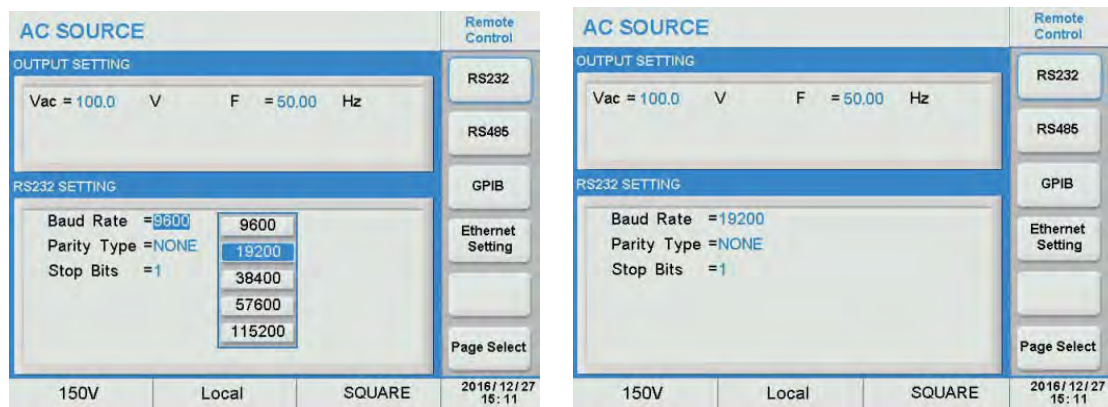 AC SOURCE
Remote
Control
OUTPUT SETTING
Vac = 100.0 V F = 50.00 Hz
RS232
RS485
RS232 SETTING
GPIB
Baud Rate =9600
Parity Type =NONE
Stop Bits =1
9600
19200
38400
57600
115200
Ethernet
Setting
Page Select
150V Local SQUARE 2016/12/27
15:11
AC SOURCE
Remote
Control
OUTPUT SETTING
Vac = 100.0 V F = 50.00 Hz
RS232
RS485
RS232 SETTING
GPIB
Baud Rate =19200
Parity Type =NONE
Stop Bits =1
Ethernet
Setting
Page Select
150V Local SQUARE 2016/12/27
15:11